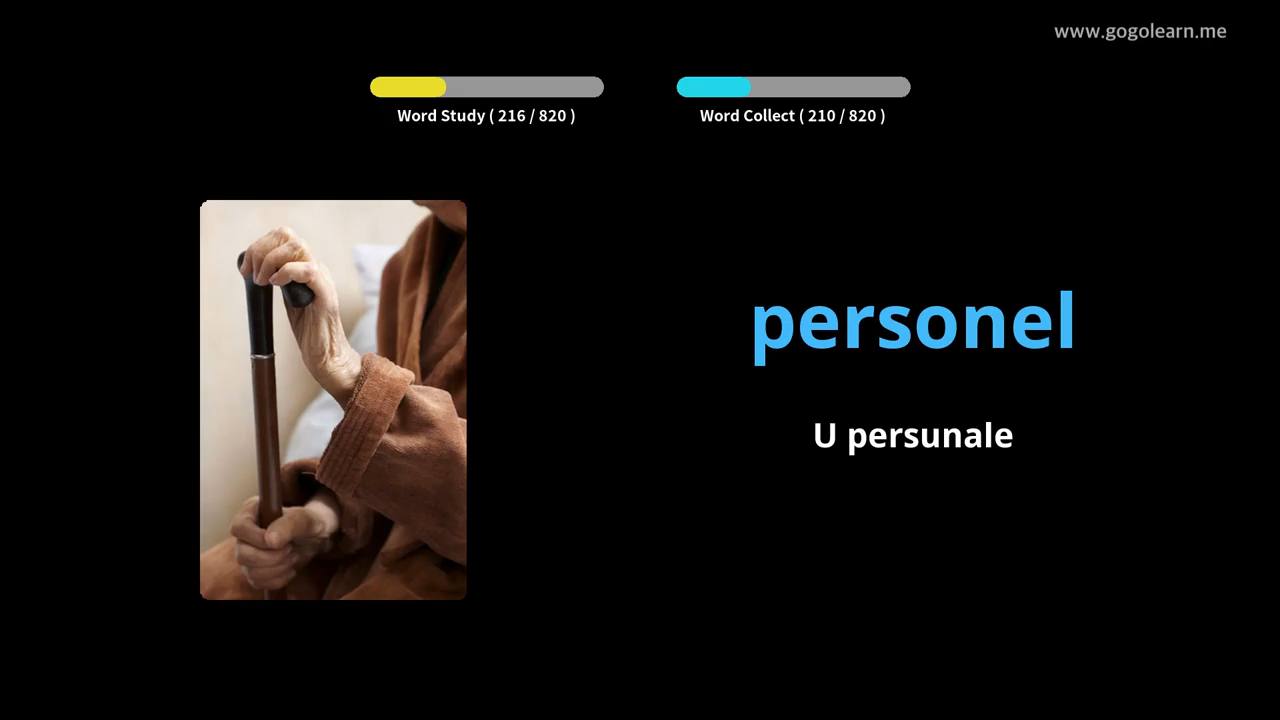 www.gogolearn.me
Word Study ( 216 / 820 )
Word Collect ( 210 / 820 )
personel
U persunale